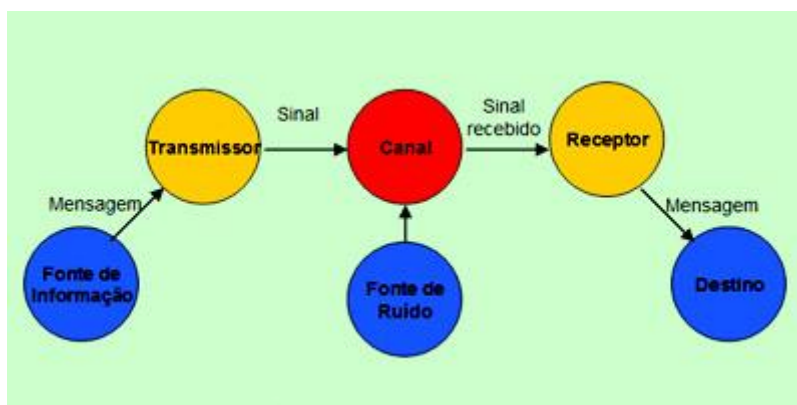 Sinal
Sinal
recebido
Transmissor
Canal
Receptor
Mensagem
Mensagem
Fonte de
Informação
Fonte de
Ruído
Destino